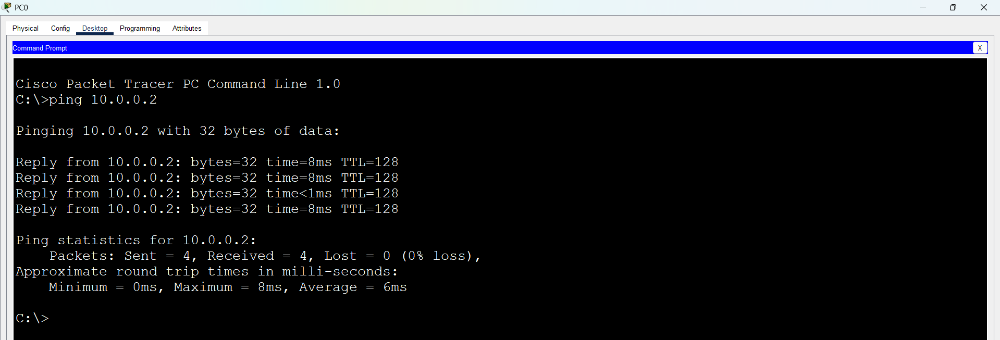 PC0
Physical Config Desktop Programming Attributes
Command Prompt X
Cisco Packet Tracer PC Command Line 1.0
C:\>ping 10.0.0.2
Pinging 10.0.0.2 with 32 bytes of data:
Reply from 10.0.0.2: bytes=32 time=8ms TTL=128
Reply from 10.0.0.2: bytes=32 time=8ms TTL=128
Reply from 10.0.0.2: bytes=32 time<1ms TTL=128
Reply from 10.0.0.2: bytes=32 time=8ms TTL=128
Ping statistics for 10.0.0.2:
    Packets: Sent = 4, Received = 4, Lost = 0 (0% loss),
Approximate round trip times in milli-seconds:
    Minimum = 0ms, Maximum = 8ms, Average = 6ms
C:\>